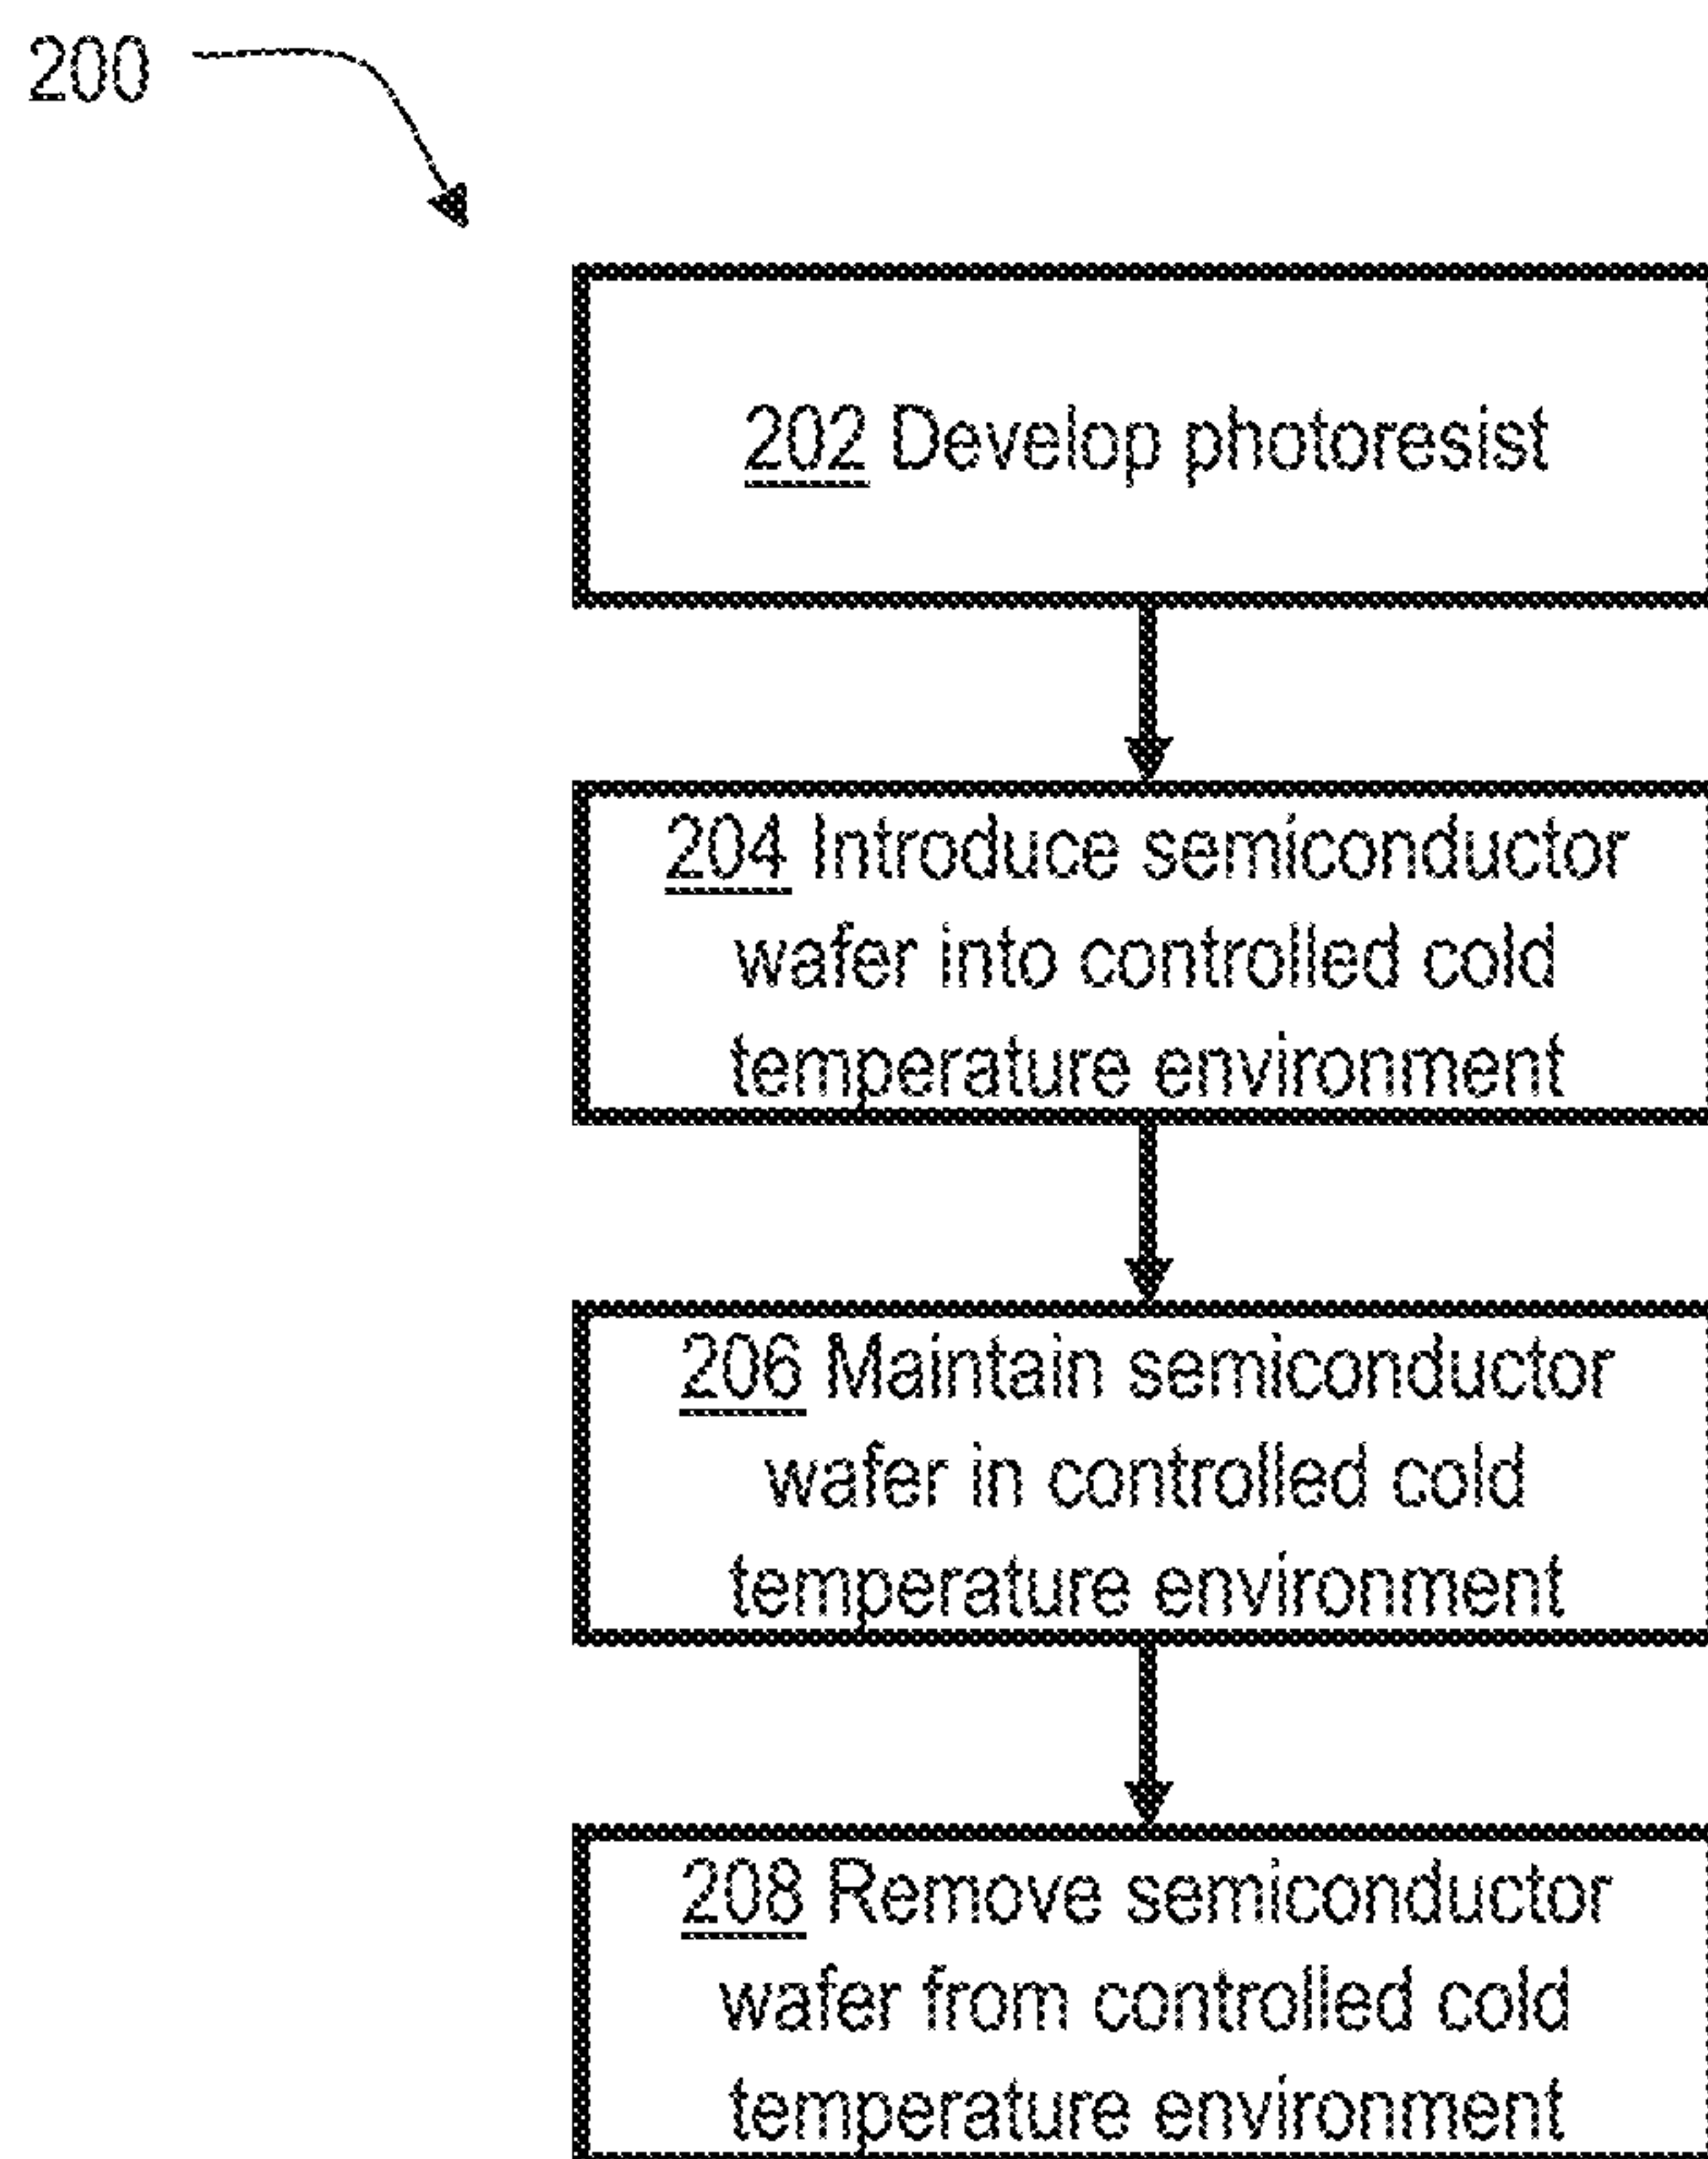 200
202 Develop photoresist
204 Introduce semiconductor
wafer into controlled cold
temperature environment
206 Maintain semiconductor
wafer in controlled cold
temperature environment
208 Remove semiconductor
wafer from controlled cold
temperature environment